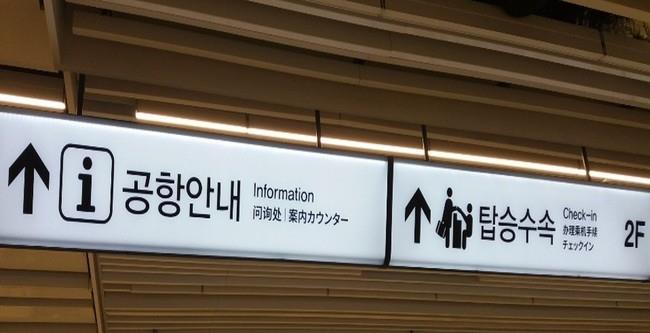 공항안내
Information
问询处 | 案内カウンター
탑승수속
Check-in
办理乘机手续
チェックイン
2F